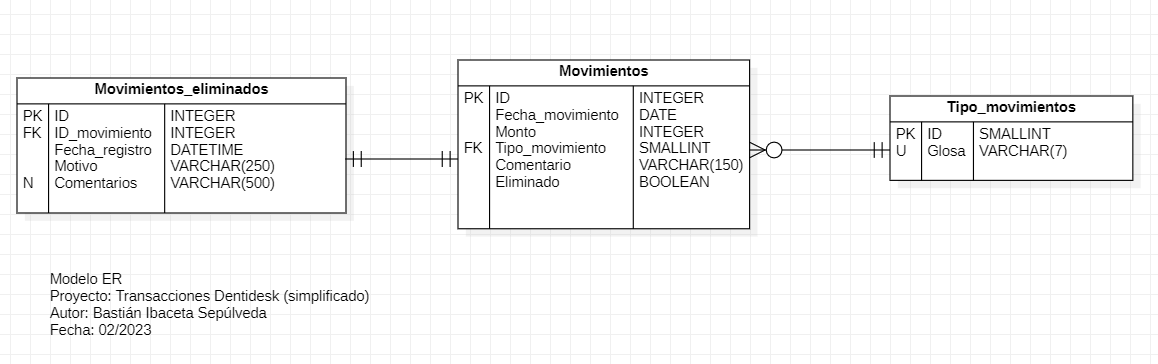 Movimientos_eliminados
PK ID INTEGER
FK ID_movimiento INTEGER
Fecha_registro DATETIME
Motivo VARCHAR(250)
N Comentarios VARCHAR(500)
Movimientos
PK ID INTEGER
Fecha_movimiento DATE
Monto INTEGER
FK Tipo_movimiento SMALLINT
Comentario VARCHAR(150)
Eliminado BOOLEAN
Tipo_movimientos
PK ID SMALLINT
U Glosa VARCHAR(7)
Modelo ER
Proyecto: Transacciones Dentidesk (simplificado)
Autor: Bastián Ibaceta Sepúlveda
Fecha: 02/2023